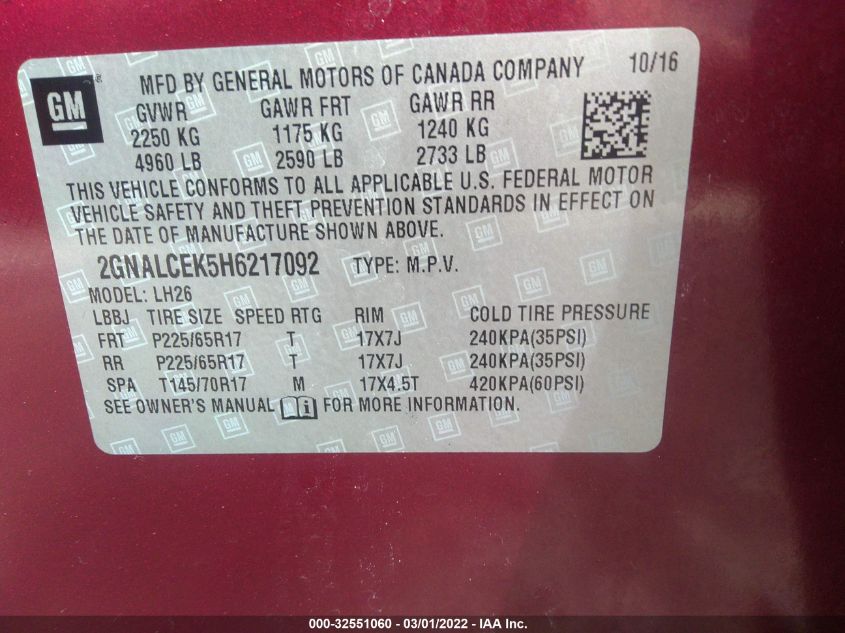 GM
MFD BY GENERAL MOTORS OF CANADA COMPANY 10/16
GVWR GAWR FRT GAWR RR
2250 KG 1175 KG 1240 KG
4960 LB 2590 LB 2733 LB
THIS VEHICLE CONFORMS TO ALL APPLICABLE U.S. FEDERAL MOTOR
VEHICLE SAFETY AND THEFT PREVENTION STANDARDS IN EFFECT ON
THE DATE OF MANUFACTURE SHOWN ABOVE.
2GNALCEK5H6217092 TYPE: M.P.V.
MODEL: LH26
LBBJ TIRE SIZE SPEED RTG RIM COLD TIRE PRESSURE
FRT P225/65R17 T 17X7J 240KPA(35PSI)
RR P225/65R17 T 17X7J 240KPA(35PSI)
SPA T145/70R17 M 17X4.5T 420KPA(60PSI)
SEE OWNER'S MANUAL i FOR MORE INFORMATION.
000-32551060 - 03/01/2022 - IAA Inc.